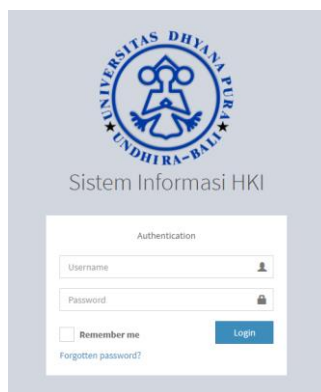 UNIVERSITAS DHYANA PURA
UNDHIRA-BALI
Sistem Informasi HKI
Authentication
Username
Password
Remember me
Login
Forgotten password?